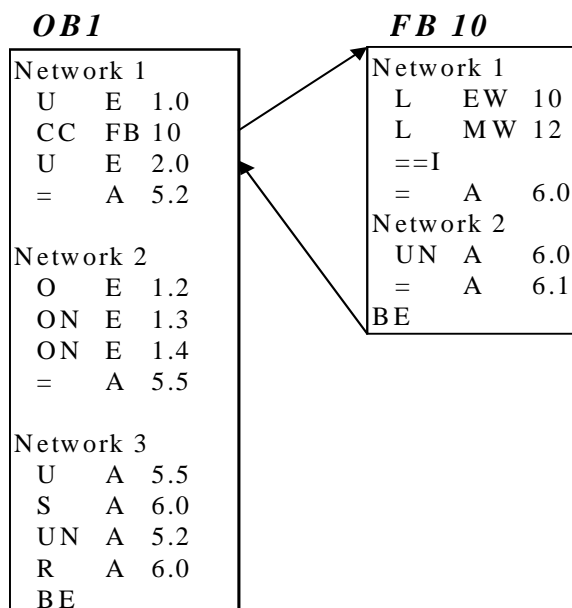 OB1
Network 1
U E 1.0
CC FB 10
U E 2.0
= A 5.2
Network 2
O E 1.2
ON E 1.3
ON E 1.4
= A 5.5
Network 3
U A 5.5
S A 6.0
UN A 5.2
R A 6.0
BE
FB 10
Network 1
L EW 10
L MW 12
==I
= A 6.0
Network 2
UN A 6.0
= A 6.1
BE